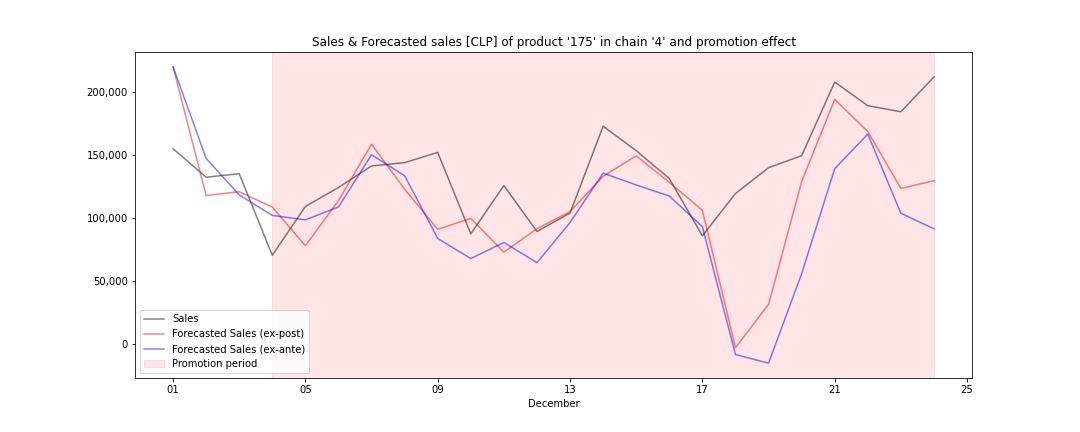 Sales & Forecasted sales [CLP] of product '175' in chain '4' and promotion effect
200,000
150,000
100,000
50,000
0
Sales
Forecasted Sales (ex-post)
Forecasted Sales (ex-ante)
Promotion period
01 05 09 13 17 21 25
December